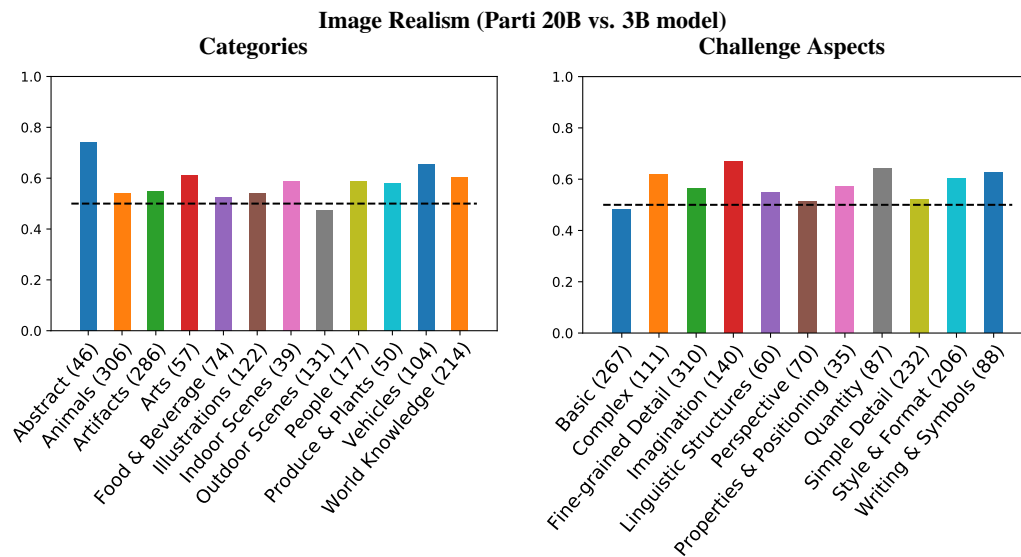 Image Realism (Parti 20B vs. 3B model)
Categories
1.0
0.8
0.6
0.4
0.2
0.0
Abstract (46)
Animals (306)
Artifacts (286)
Arts (57)
Food & Beverage (74)
Illustrations (122)
Indoor Scenes (39)
Outdoor Scenes (131)
People (177)
Produce & Plants (50)
Vehicles (104)
World Knowledge (214)
Challenge Aspects
1.0
0.8
0.6
0.4
0.2
0.0
Basic (267)
Complex (111)
Fine-grained Detail (310)
Imagination (140)
Linguistic Structures (60)
Perspective (70)
Properties & Positioning (35)
Quantity (87)
Simple Detail (232)
Style & Format (206)
Writing & Symbols (88)